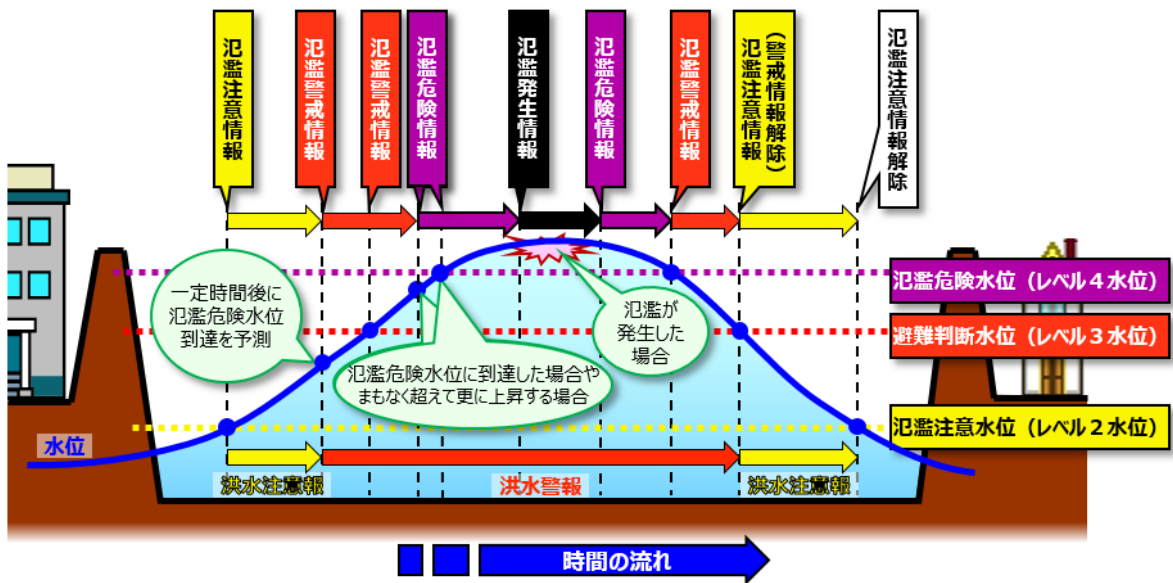 氾濫注意情報
氾濫警戒情報
氾濫警戒情報
氾濫危険情報
氾濫発生情報
氾濫危険情報
氾濫警戒情報
(警戒情報解除)
氾濫注意情報
氾濫注意情報解除
一定時間後に
氾濫危険水位
到達を予測
氾濫危険水位に到達した場合や
まもなく超えて更に上昇する場合
氾濫が
発生した
場合
氾濫危険水位(レベル4水位)
避難判断水位(レベル3水位)
氾濫注意水位(レベル2水位)
水位
洪水注意報
洪水警報
洪水注意報
時間の流れ